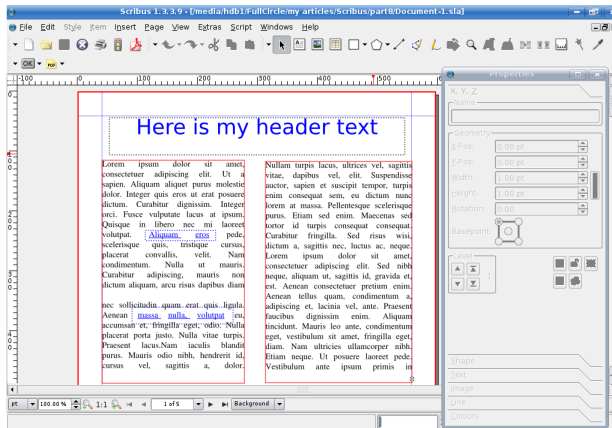 Scribus 1.3.3.9 - [/media/hdb1/FullCircle/my articles/Scribus/part8/Document-1.sla]
File Edit Style Item Insert Page View Extras Script Windows Help
OK PDF
-100 0 100 200 300 400 500
Properties
X, Y, Z
Name
Geometry
X-Pos: 0.00 pt
Y-Pos: 0.00 pt
Width: 1.00 pt
Height: 1.00 pt
Rotation: 0.00
Basepoint:
Level
Shape
Text
Image
Line
Colours
Here is my header text
Lorem ipsum dolor sit amet,
consectetuer adipiscing elit. Ut a
sapien. Aliquam aliquet purus molestie
dolor. Integer quis eros ut erat posuere
dictum. Curabitur dignissim. Integer
orci. Fusce vulputate lacus at ipsum.
Quisque in libero nec mi laoreet
volutpat. Aliquam eros pede,
scelerisque quis, tristique cursus,
placerat convallis, velit. Nam
condimentum. Nulla ut mauris.
Curabitur adipiscing, mauris non
dictum aliquam, arcu risus dapibus diam
nec sollicitudin quam erat quis ligula.
Aenean massa nulla, volutpat eu,
accumsan et, fringilla eget, odio. Nulla
placerat porta justo. Nulla vitae turpis.
Praesent lacus.Nam iaculis blandit
purus. Mauris odio nibh, hendrerit id,
cursus vel, sagittis a, dolor.
Nullam turpis lacus, ultrices vel, sagittis
vitae, dapibus vel, elit. Suspendisse
auctor, sapien et suscipit tempor, turpis
enim consequat sem, eu dictum nunc
lorem at massa. Pellentesque scelerisque
purus. Etiam sed enim. Maecenas sed
tortor id turpis consequat consequat.
Curabitur fringilla. Sed risus wisi,
dictum a, sagittis nec, luctus ac, neque.
Lorem ipsum dolor sit amet,
consectetuer adipiscing elit. Sed nibh
neque, aliquam ut, sagittis id, gravida et,
est. Aenean consectetuer pretium enim.
Aenean tellus quam, condimentum a,
adipiscing et, lacinia vel, ante. Praesent
faucibus dignissim enim. Aliquam
tincidunt. Mauris leo ante, condimentum
eget, vestibulum sit amet, fringilla eget,
diam. Nam ultricies ullamcorper nibh.
Etiam neque. Ut posuere laoreet pede.
Vestibulum ante ipsum primis in
pt 100.00 % 1:1 1 of 5 Background